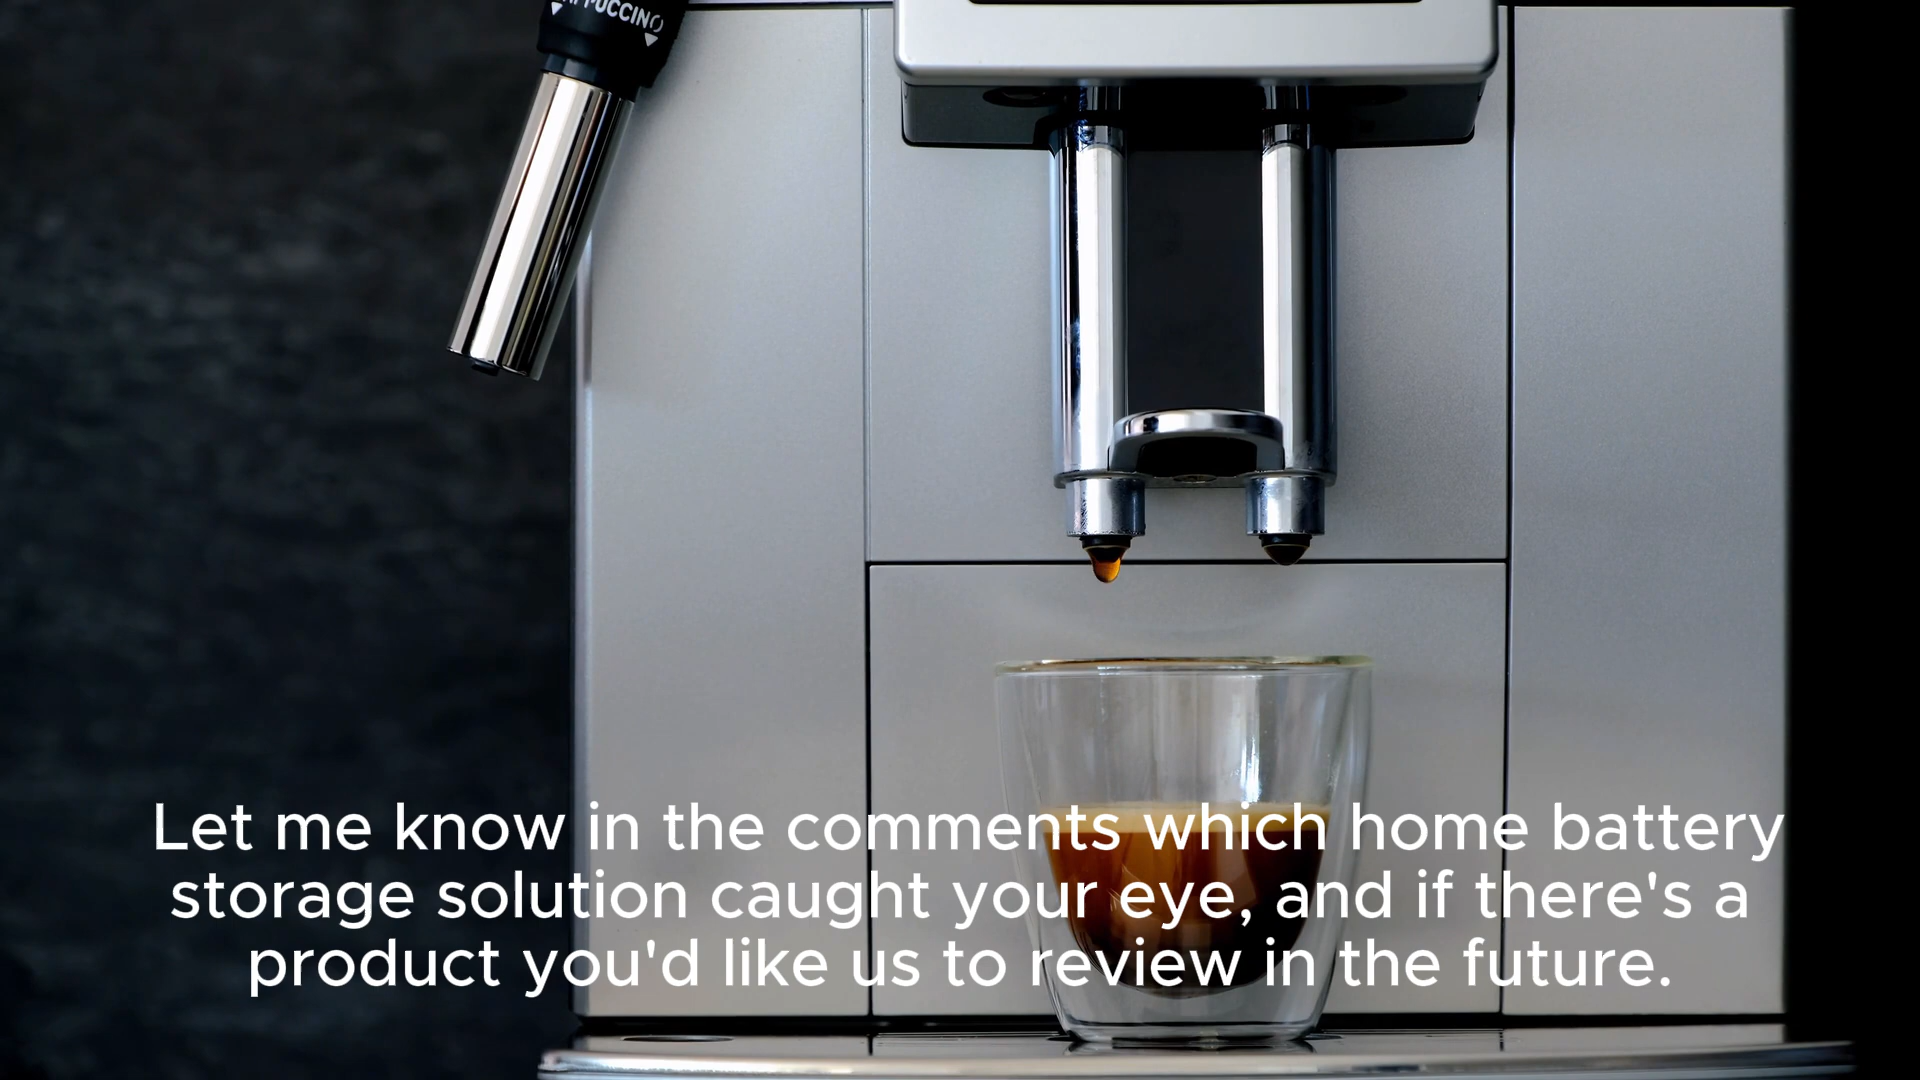 Let me know in the comments which home battery
storage solution caught your eye, and if there's a
product you'd like us to review in the future.